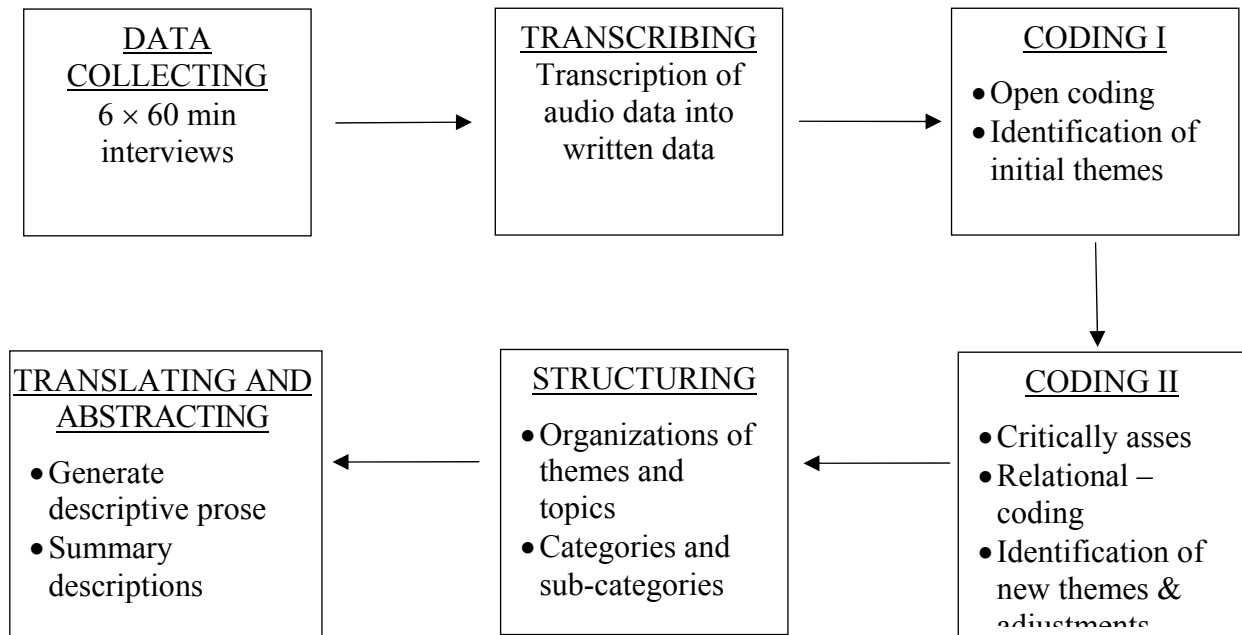 DATA
COLLECTING
6 × 60 min
interviews
TRANSCRIBING
Transcription of
audio data into
written data
CODING I
• Open coding
• Identification of
initial themes
CODING II
• Critically asses
• Relational –
coding
• Identification of
new themes &
adjustments
STRUCTURING
• Organizations of
themes and
topics
• Categories and
sub-categories
TRANSLATING AND
ABSTRACTING
• Generate
descriptive prose
• Summary
descriptions